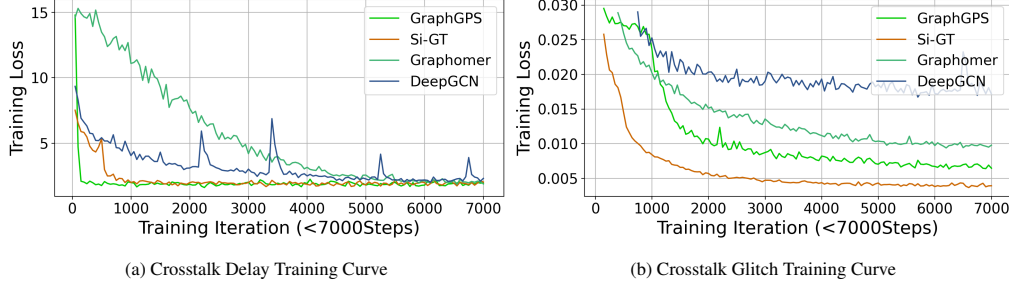 15
10
5
Training Loss
0
1000
2000
3000
4000
5000
6000
7000
Training Iteration (<7000Steps)
GraphGPS
Si-GT
Graphomer
DeepGCN
(a) Crosstalk Delay Training Curve
0.030
0.025
0.020
0.015
0.010
0.005
Training Loss
0
1000
2000
3000
4000
5000
6000
7000
Training Iteration (<7000Steps)
GraphGPS
Si-GT
Graphomer
DeepGCN
(b) Crosstalk Glitch Training Curve